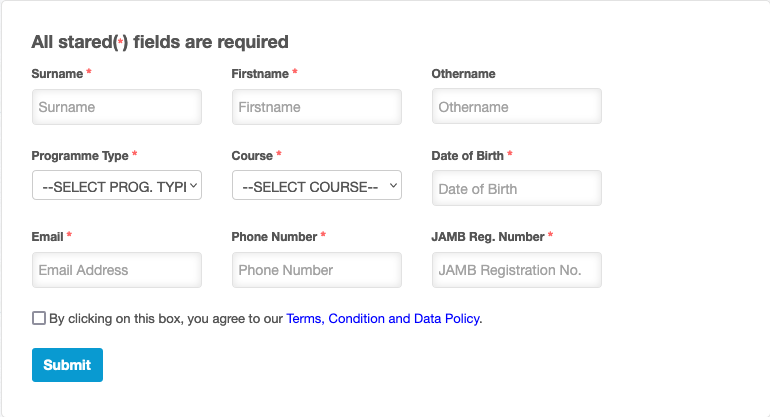 All stared(*) fields are required
Surname * Firstname * Othername
Surname Firstname Othername
Programme Type * Course * Date of Birth *
--SELECT PROG. TYPI --SELECT COURSE-- Date of Birth
Email * Phone Number * JAMB Reg. Number *
Email Address Phone Number JAMB Registration No.
By clicking on this box, you agree to our Terms, Condition and Data Policy.
Submit